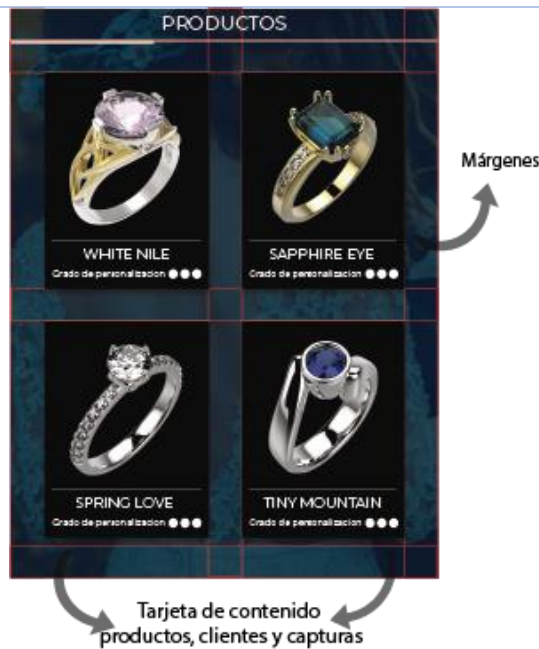 PRODUCTOS
Márgenes
WHITE NILE
Grado de personalizacion
SAPPHIRE EYE
Grado de personalizacion
SPRING LOVE
Grado de personalizacion
TINY MOUNTAIN
Grado de personalizacion
Tarjeta de contenido
productos, clientes y capturas